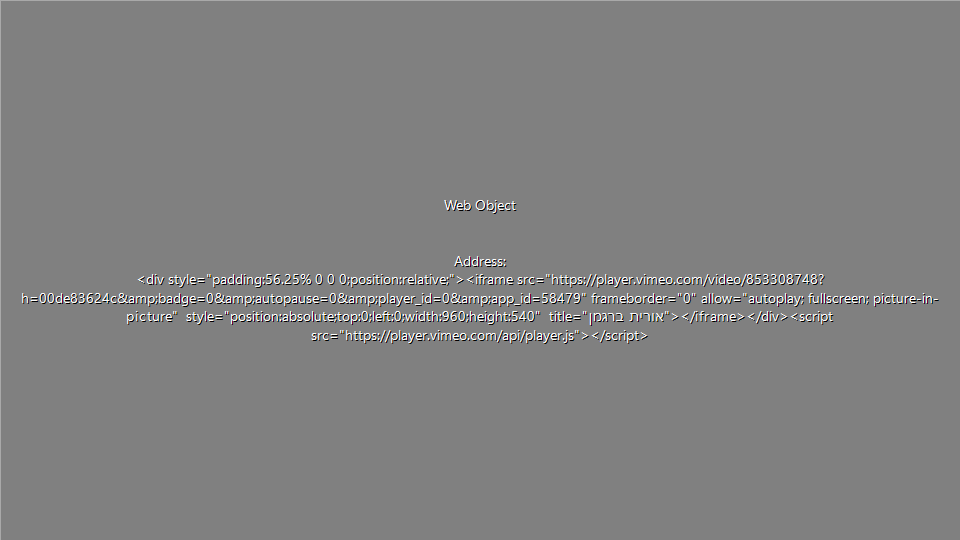 Web Object
Address:
<div style="padding:56.25% 0 0 0;position:relative;"><iframe src="https://player.vimeo.com/video/853308748?
h=00de83624c&amp;badge=0&amp;autopause=0&amp;player_id=0&amp;app_id=58479" frameborder="0" allow="autoplay; fullscreen; picture-in-
picture"  style="position:absolute;top:0;left:0;width:960;height:540"  title="אורית ברגמן"></iframe></div><script
src="https://player.vimeo.com/api/player.js"></script>